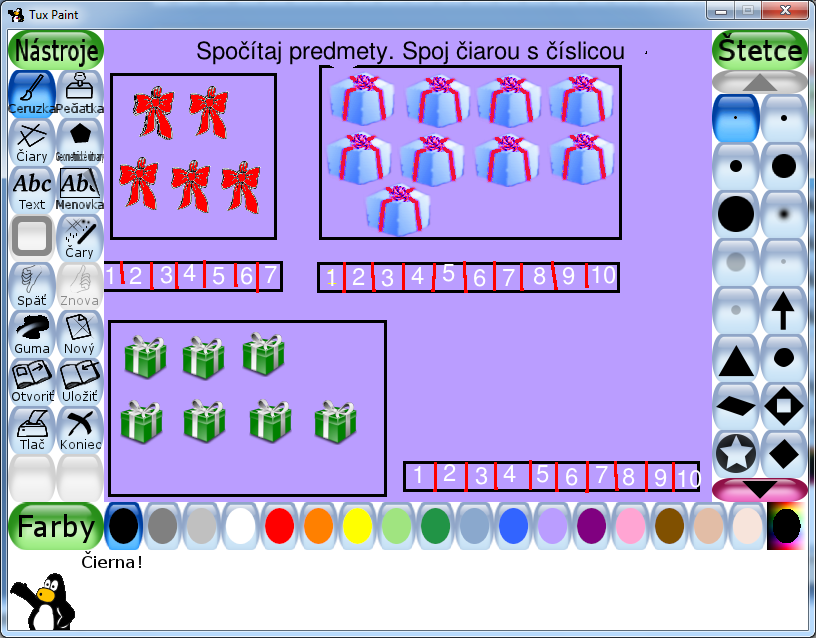 Tux Paint
Nástroje
Spočítaj predmety. Spoj čiarou s číslicou
Štetce
Ceruzka
Pečiatka
Čiary
Text
Abc
Menovka
Čary
Späť
Znova
Guma
Nový
Otvoriť
Uložiť
Tlač
Koniec
1 2 3 4 5 6 7
1 2 3 4 5 6 7 8 9 10
1 2 3 4 5 6 7 8 9 10
Farby
Čierna!